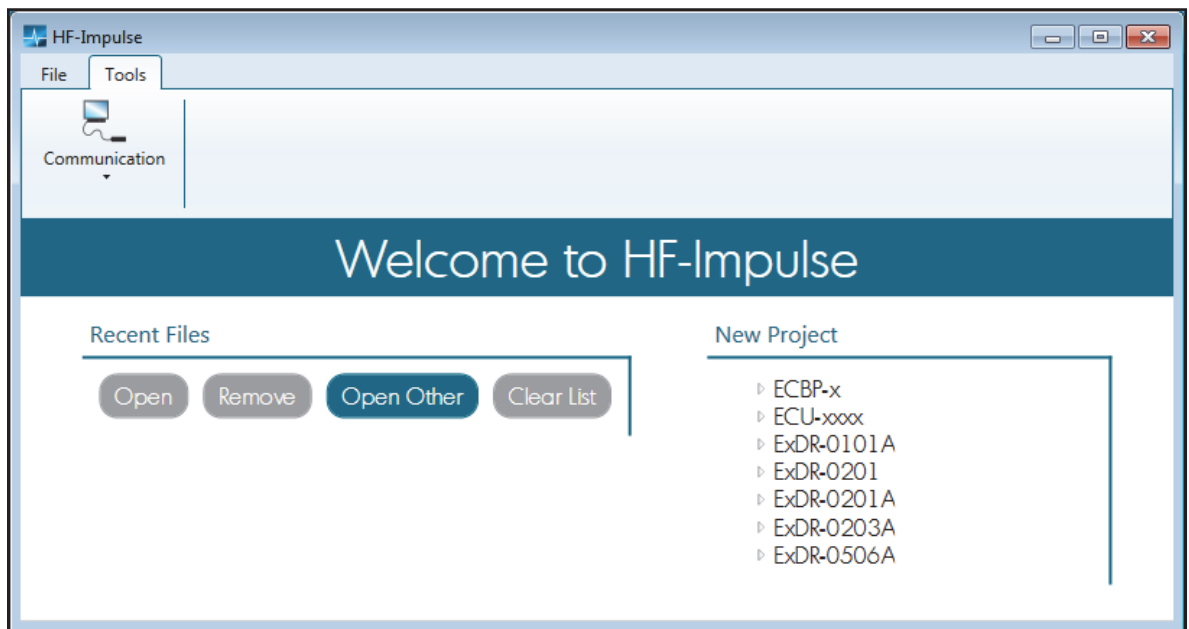 HF-Impulse
File Tools
Communication
Welcome to HF-Impulse
Recent Files
Open Remove Open Other Clear List
New Project
ECBP-x
ECU-xxxx
ExDR-0101A
ExDR-0201
ExDR-0201A
ExDR-0203A
ExDR-0506A